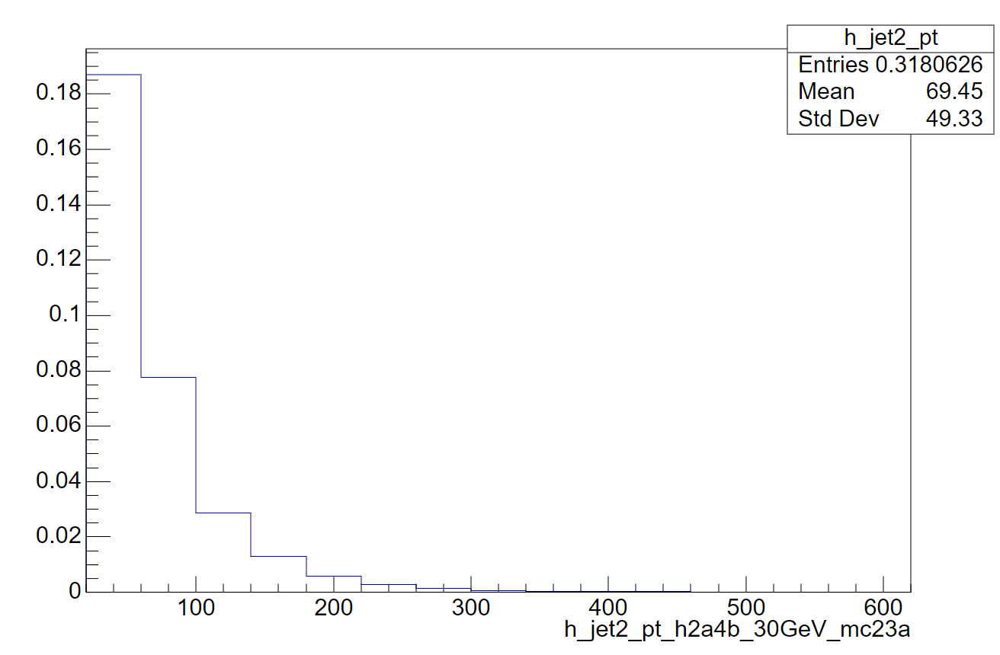 h_jet2_pt
Entries 0.3180626
Mean 69.45
Std Dev 49.33
0.18
0.16
0.14
0.12
0.1
0.08
0.06
0.04
0.02
0
100 200 300 400 500 600
h_jet2_pt_h2a4b_30GeV_mc23a